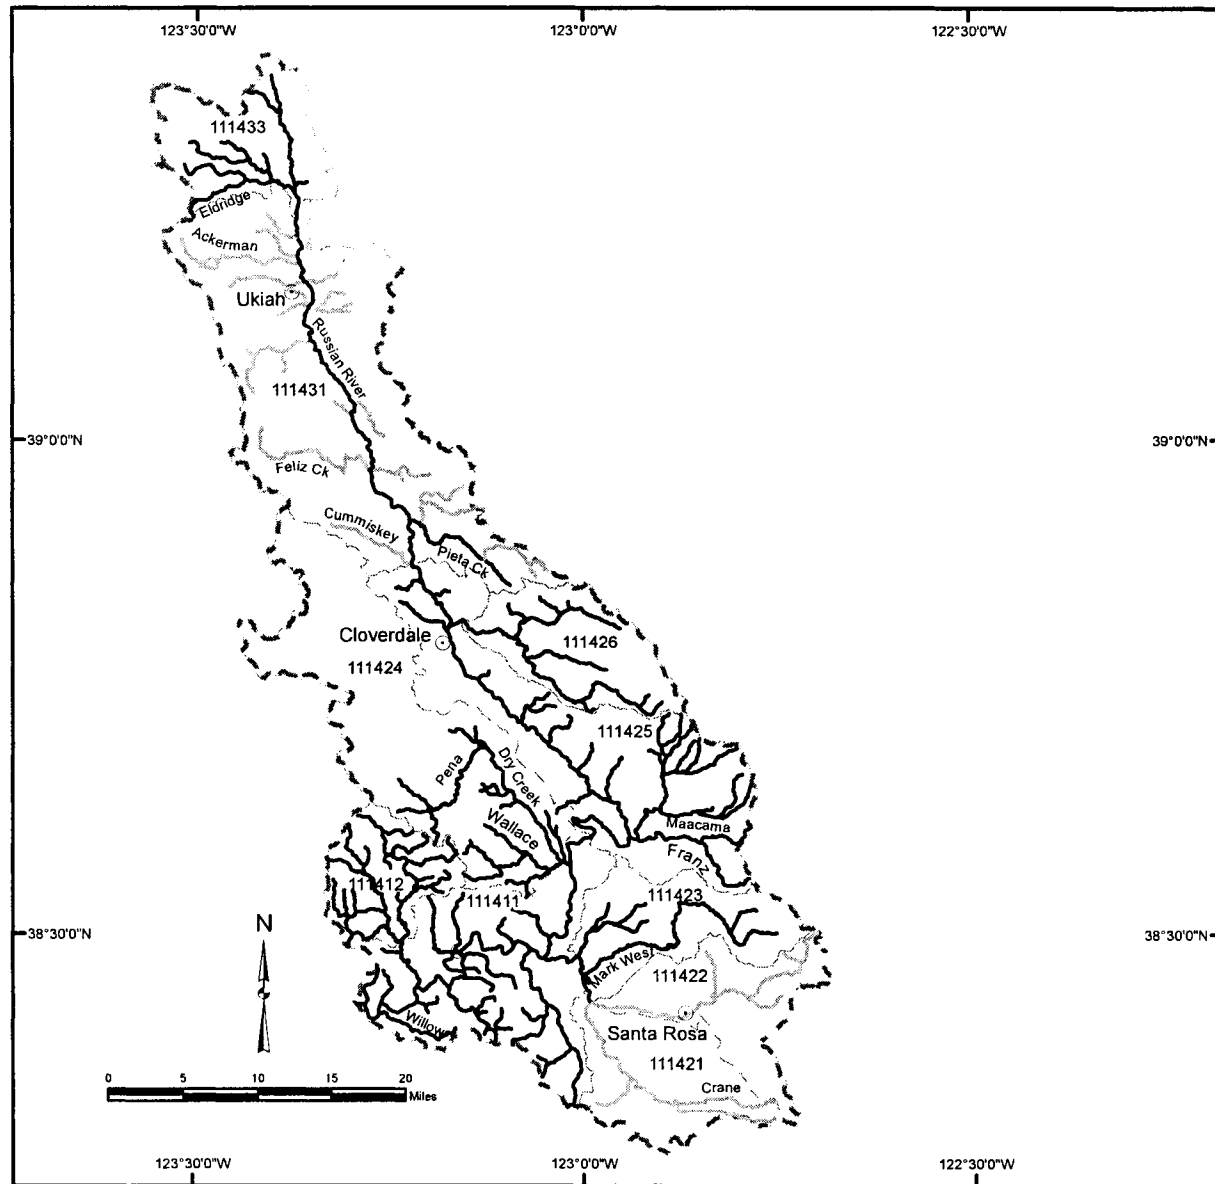 123°30'0"W
123°0'0"W
122°30'0"W
111433
Eldridge
Ackerman
Ukiah
Russian River
111431
39°0'0"N
39°0'0"N
Feliz Ck
Cummiskey
Pieta Ck
Cloverdale
111424
111426
111425
Pena
Dry Creek
Wallace
Maacama
Franz
111412
111411
111423
N
38°30'0"N
38°30'0"N
Mark West
111422
Willow
Santa Rosa
111421
Crane
0 5 10 15 20
Miles
123°30'0"W
123°0'0"W
122°30'0"W